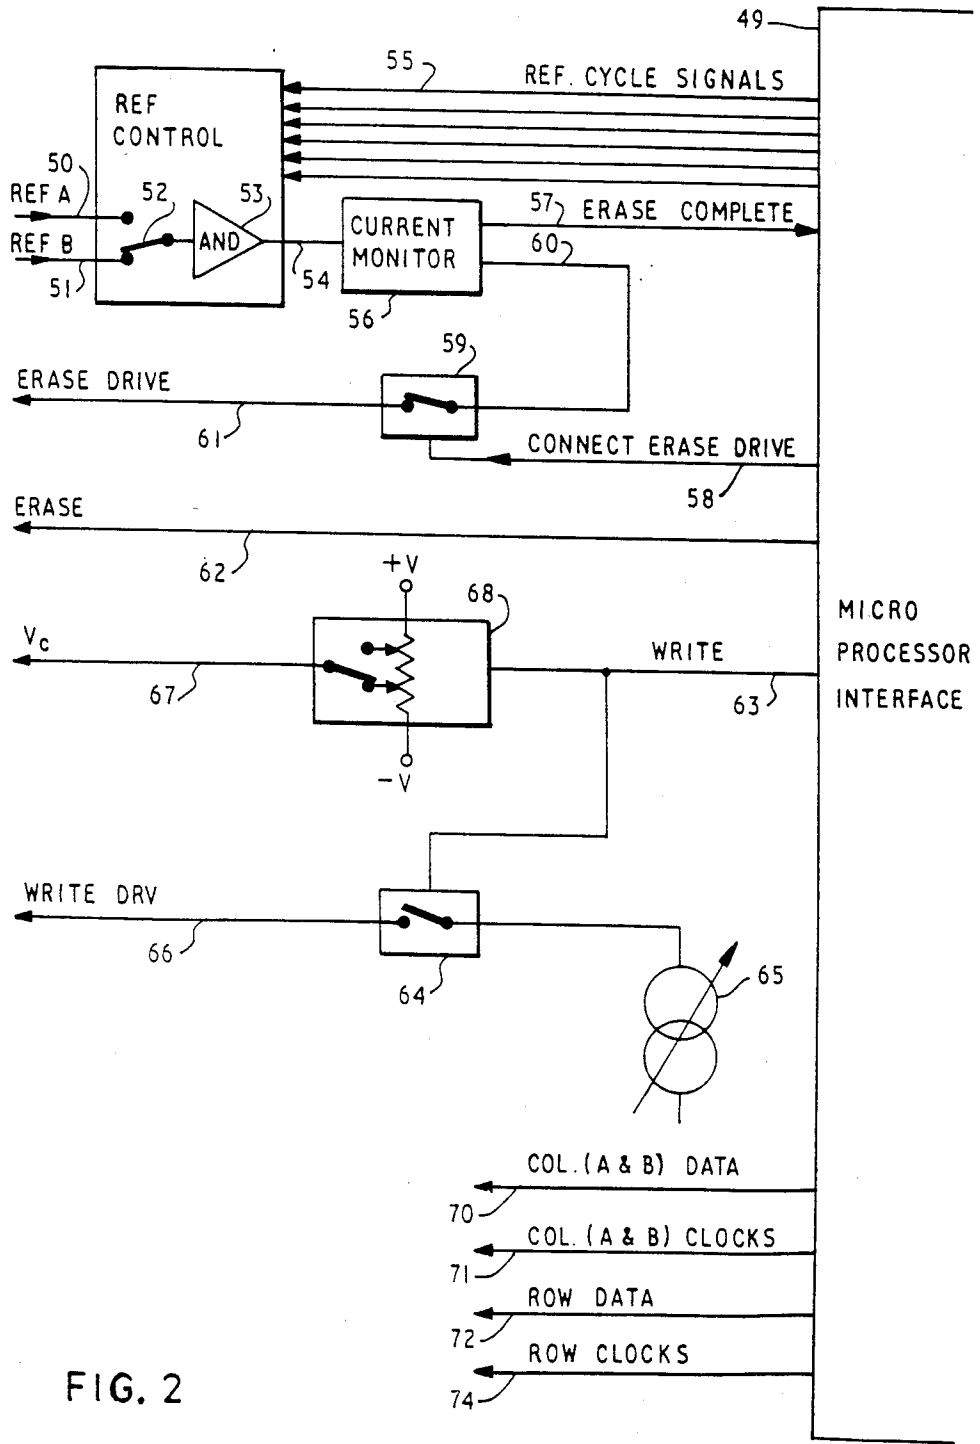 49
55
REF. CYCLE SIGNALS
REF
CONTROL
50
REF A
52
53
57
ERASE COMPLETE
AND
CURRENT
MONITOR
60
REF B
51
54
56
59
ERASE DRIVE
61
CONNECT ERASE DRIVE
58
ERASE
62
+V
68
MICRO
PROCESSOR
INTERFACE
Vc
WRITE
67
63
-V
WRITE DRV
66
64
65
COL. (A & B) DATA
70
COL. (A & B) CLOCKS
71
ROW DATA
72
ROW CLOCKS
74
FIG. 2